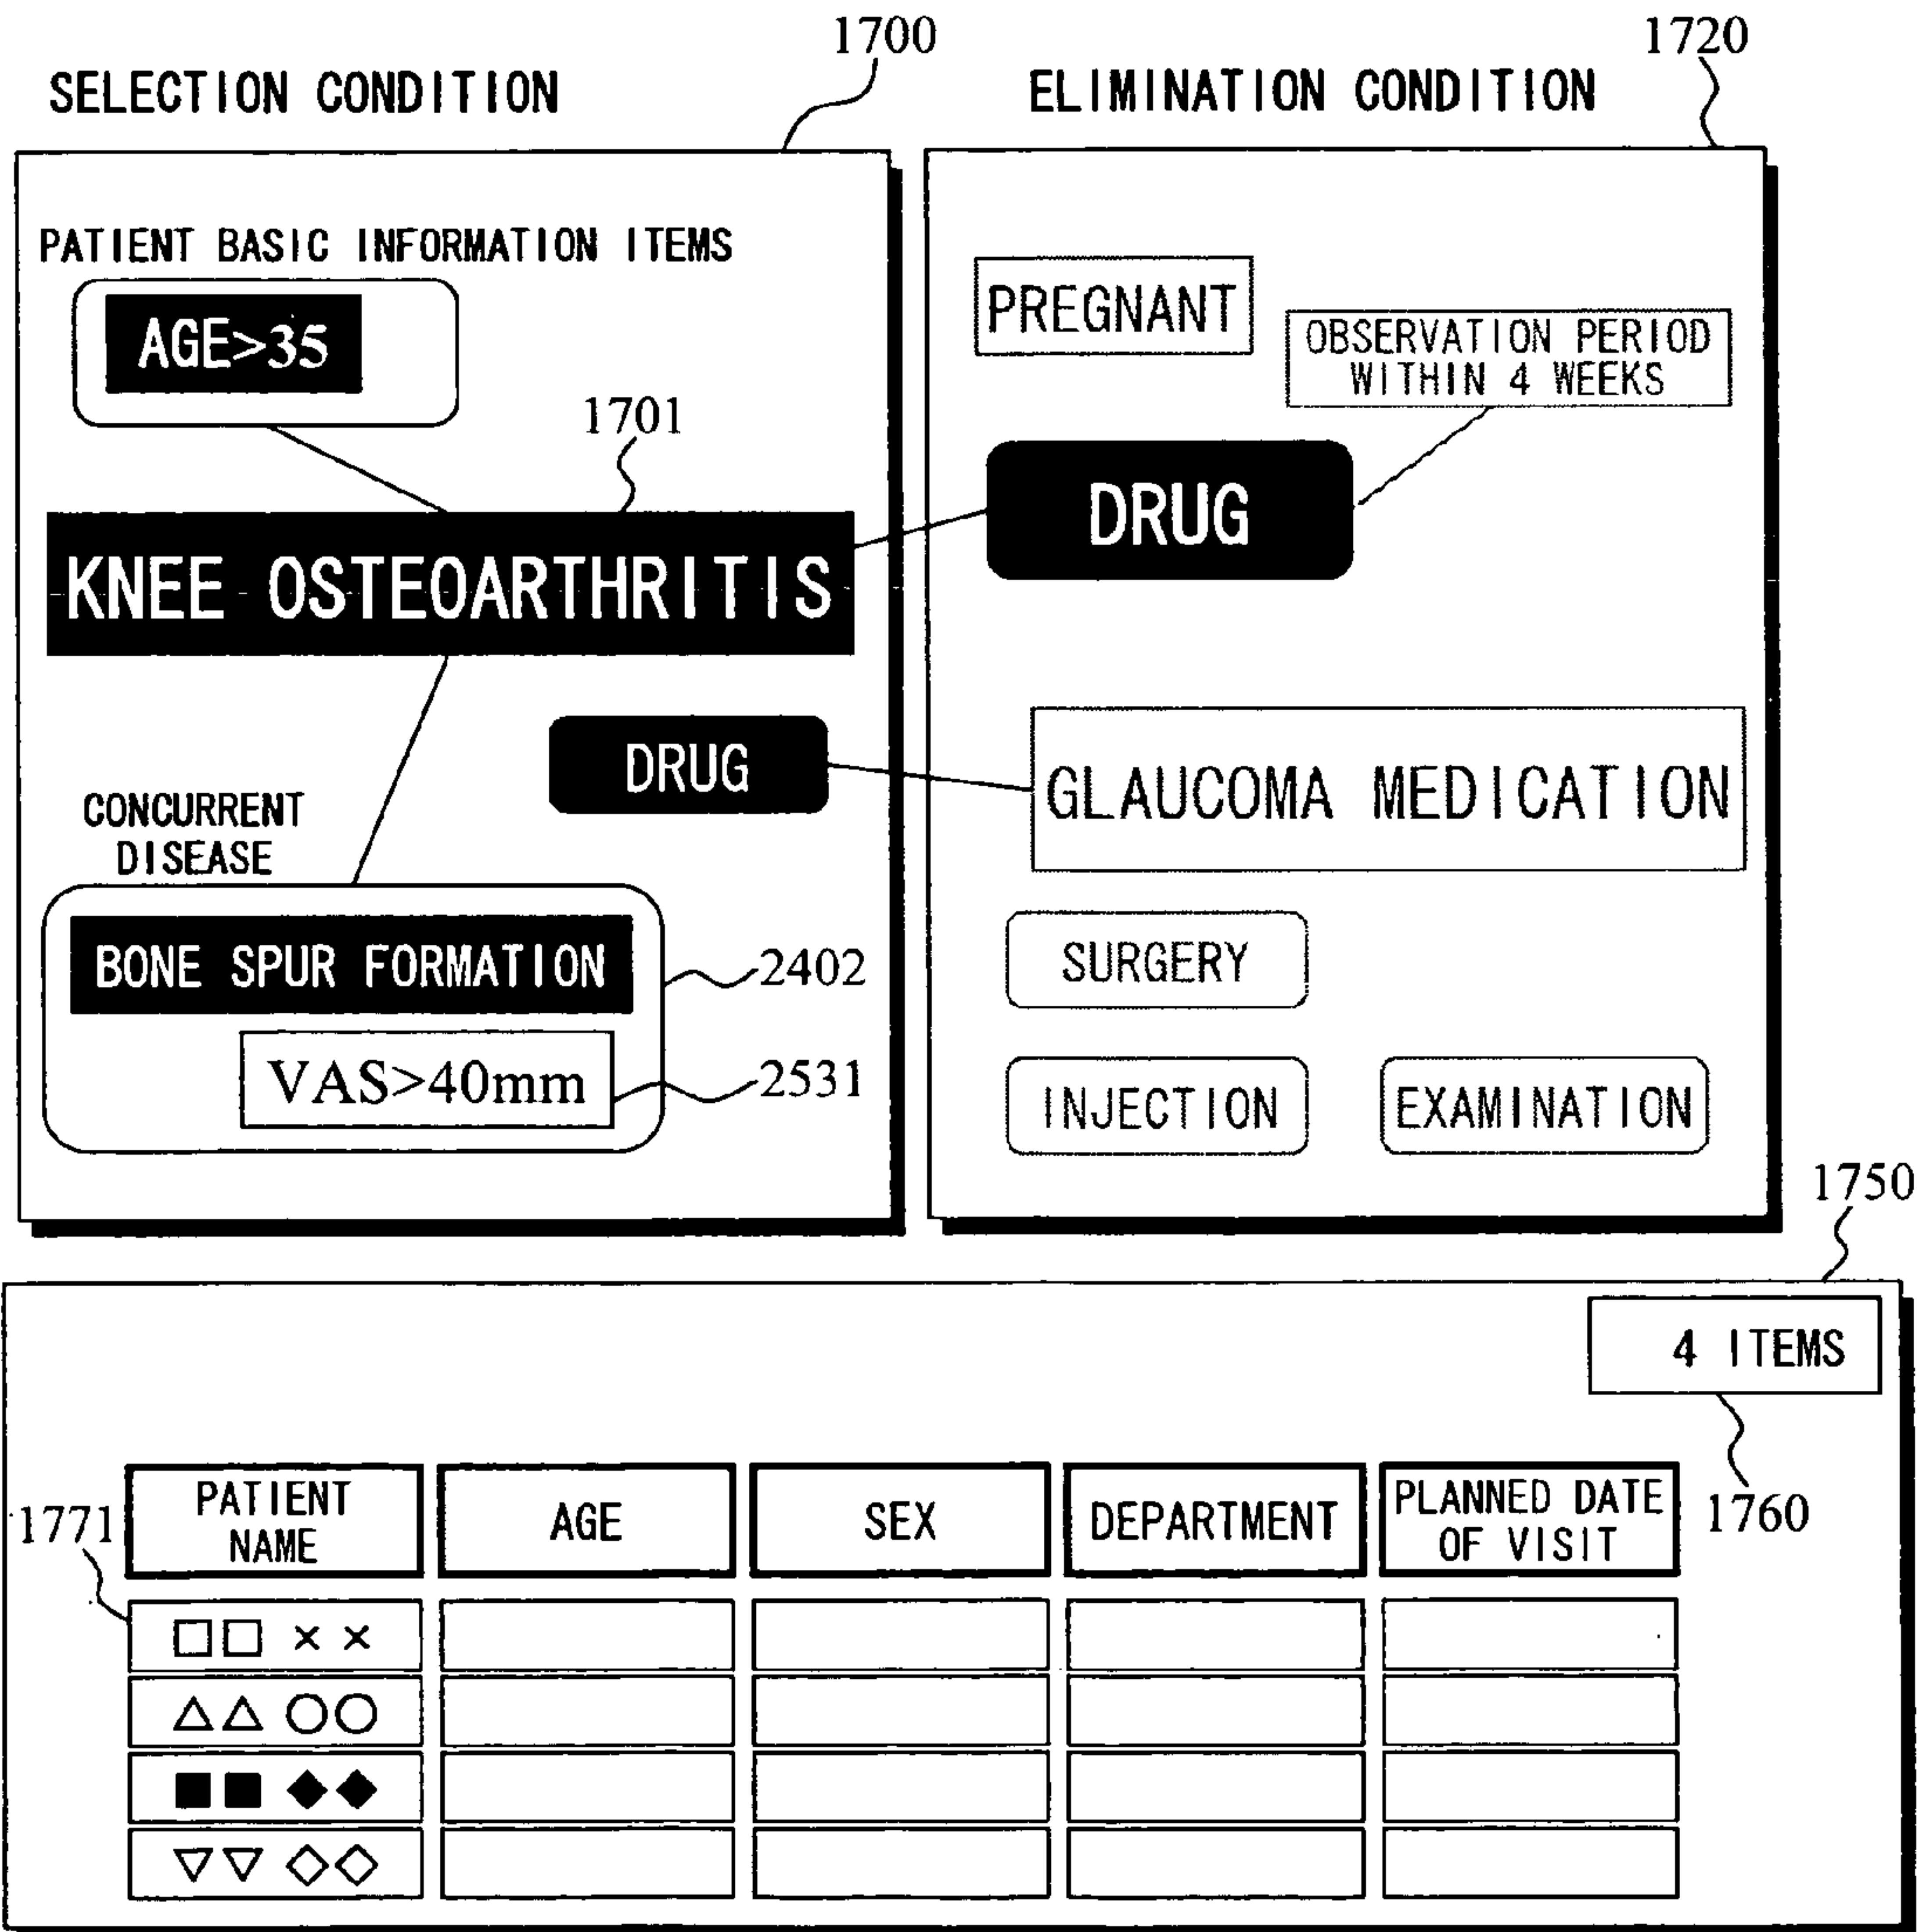 1700
1720
SELECTION CONDITION
ELIMINATION CONDITION
PATIENT BASIC INFORMATION ITEMS
AGE>35
1701
KNEE OSTEOARTHRITIS
DRUG
CONCURRENT
DISEASE
BONE SPUR FORMATION
2402
VAS>40mm
2531
PREGNANT
OBSERVATION PERIOD
WITHIN 4 WEEKS
DRUG
GLAUCOMA MEDICATION
SURGERY
INJECTION
EXAMINATION
1750
4 ITEMS
1760
1771
PATIENT
NAME
AGE
SEX
DEPARTMENT
PLANNED DATE
OF VISIT
□□ ××
△△ ○○
■■ ◆◆
▽▽ ◇◇